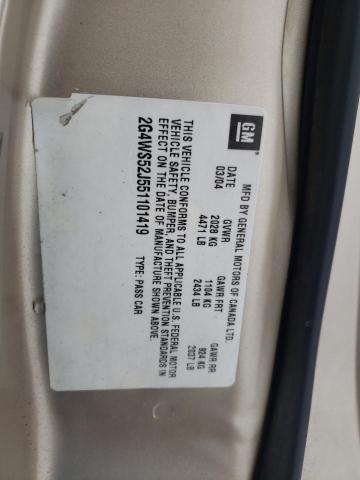 GM
MFD BY GENERAL MOTORS OF CANADA LTD.
DATE GVWR GAWR FRT GAWR RR
03/04 2028 KG 1104 KG 924 KG
4471 LB 2434 LB 2037 LB
THIS VEHICLE CONFORMS TO ALL APPLICABLE U.S. FEDERAL MOTOR
VEHICLE SAFETY, BUMPER, AND THEFT PREVENTION STANDARDS IN
EFFECT ON THE DATE OF MANUFACTURE SHOWN ABOVE.
2G4WS52J551101419 TYPE: PASS CAR